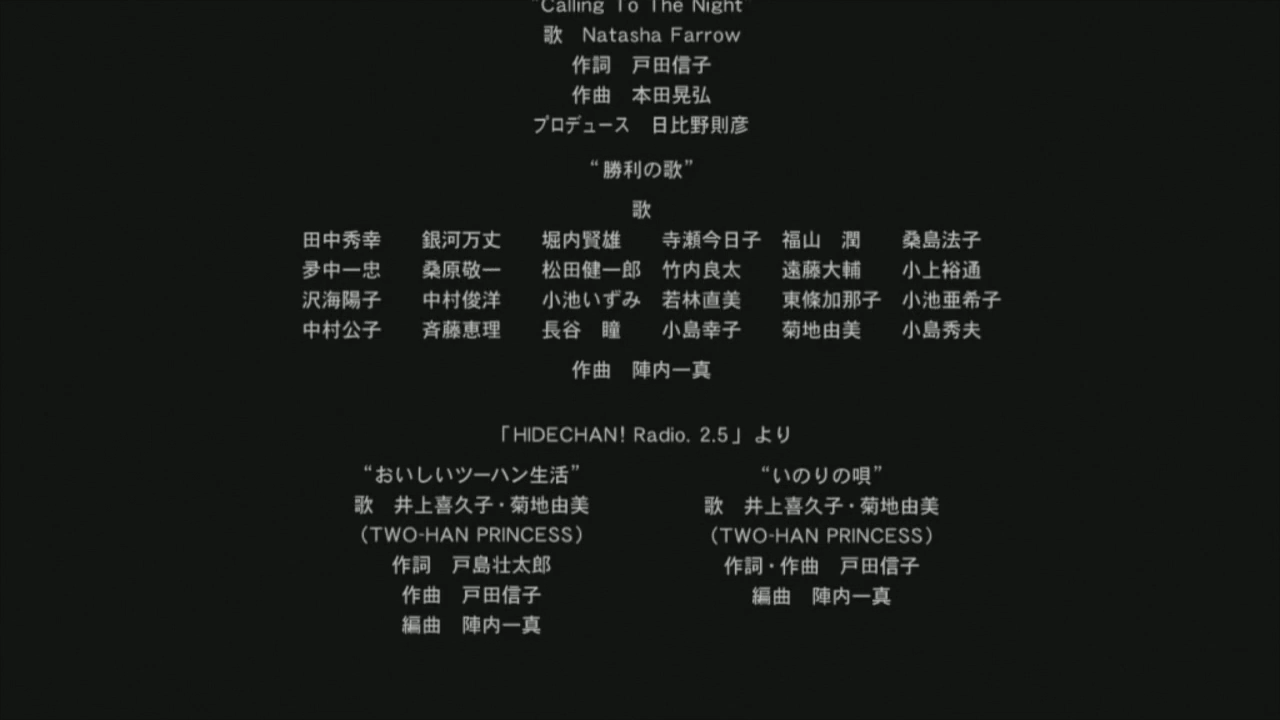 "Calling To The Night"
歌　Natasha Farrow
作詞　戸田信子
作曲　本田晃弘
プロデュース　日比野則彦
“勝利の歌”
歌
田中秀幸　銀河万丈　堀内賢雄　寺瀬今日子　福山　潤　桑島法子
夛中一忠　桑原敬一　松田健一郎　竹内良太　遠藤大輔　小上裕通
沢海陽子　中村俊洋　小池いずみ　若林直美　東條加那子　小池亜希子
中村公子　斉藤恵理　長谷　瞳　小島幸子　菊地由美　小島秀夫
作曲　陣内一真
「HIDECHAN! Radio. 2.5」より
“おいしいツーハン生活”
歌　井上喜久子・菊地由美
（TWO-HAN PRINCESS）
作詞　戸島壮太郎
作曲　戸田信子
編曲　陣内一真
“いのりの唄”
歌　井上喜久子・菊地由美
（TWO-HAN PRINCESS）
作詞・作曲　戸田信子
編曲　陣内一真